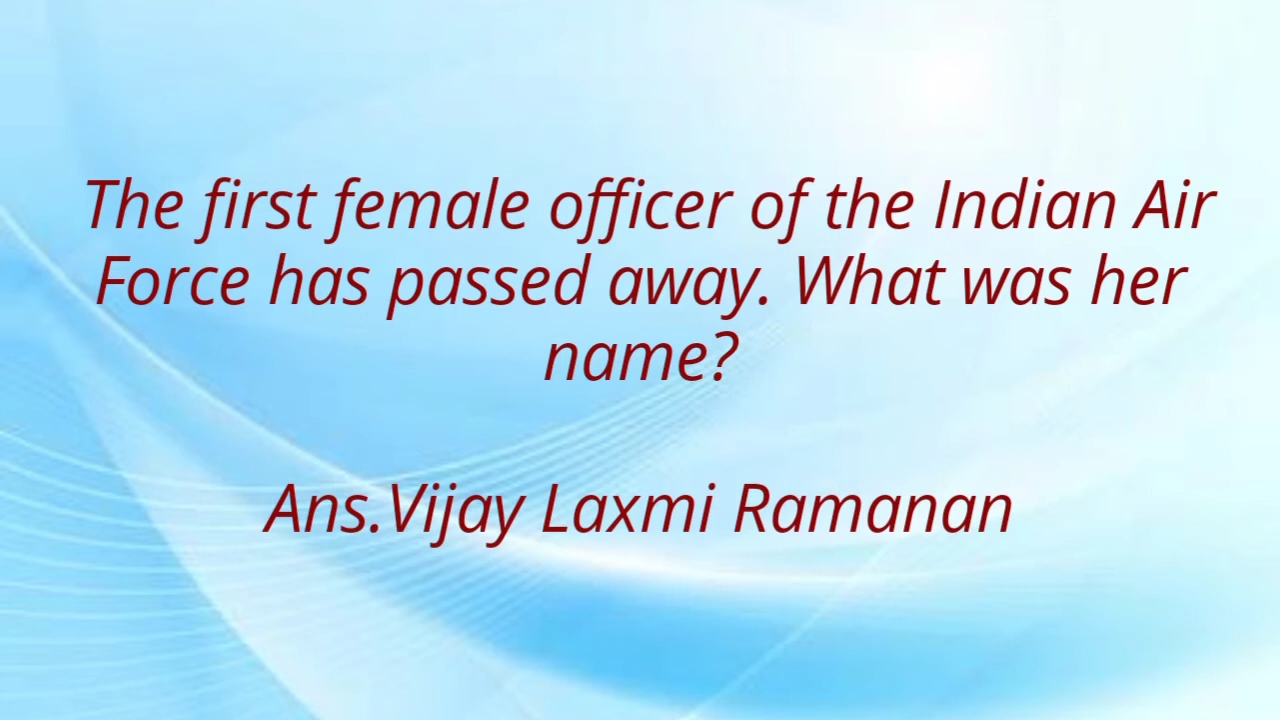 The first female officer of the Indian Air
Force has passed away. What was her
name?
Ans.Vijay Laxmi Ramanan